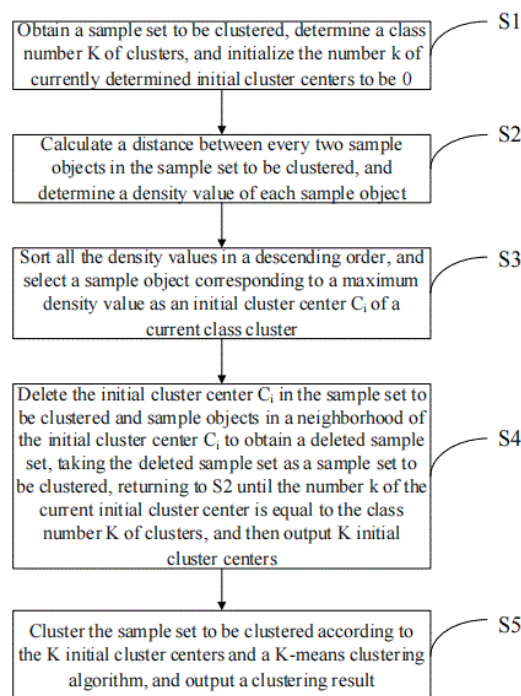 Obtain a sample set to be clustered, determine a class
number K of clusters, and initialize the number k of
currently determined initial cluster centers to be 0
S1
Calculate a distance between every two sample
objects in the sample set to be clustered, and
determine a density value of each sample object
S2
Sort all the density values in a descending order, and
select a sample object corresponding to a maximum
density value as an initial cluster center Ci of a
current class cluster
S3
Delete the initial cluster center Ci in the sample set to
be clustered and sample objects in a neighborhood of
the initial cluster center Ci to obtain a deleted sample
set, taking the deleted sample set as a sample set to
be clustered, returning to S2 until the number k of the
current initial cluster center is equal to the class
number K of clusters, and then output K initial
cluster centers
S4
Cluster the sample set to be clustered according to
the K initial cluster centers and a K-means clustering
algorithm, and output a clustering result
S5